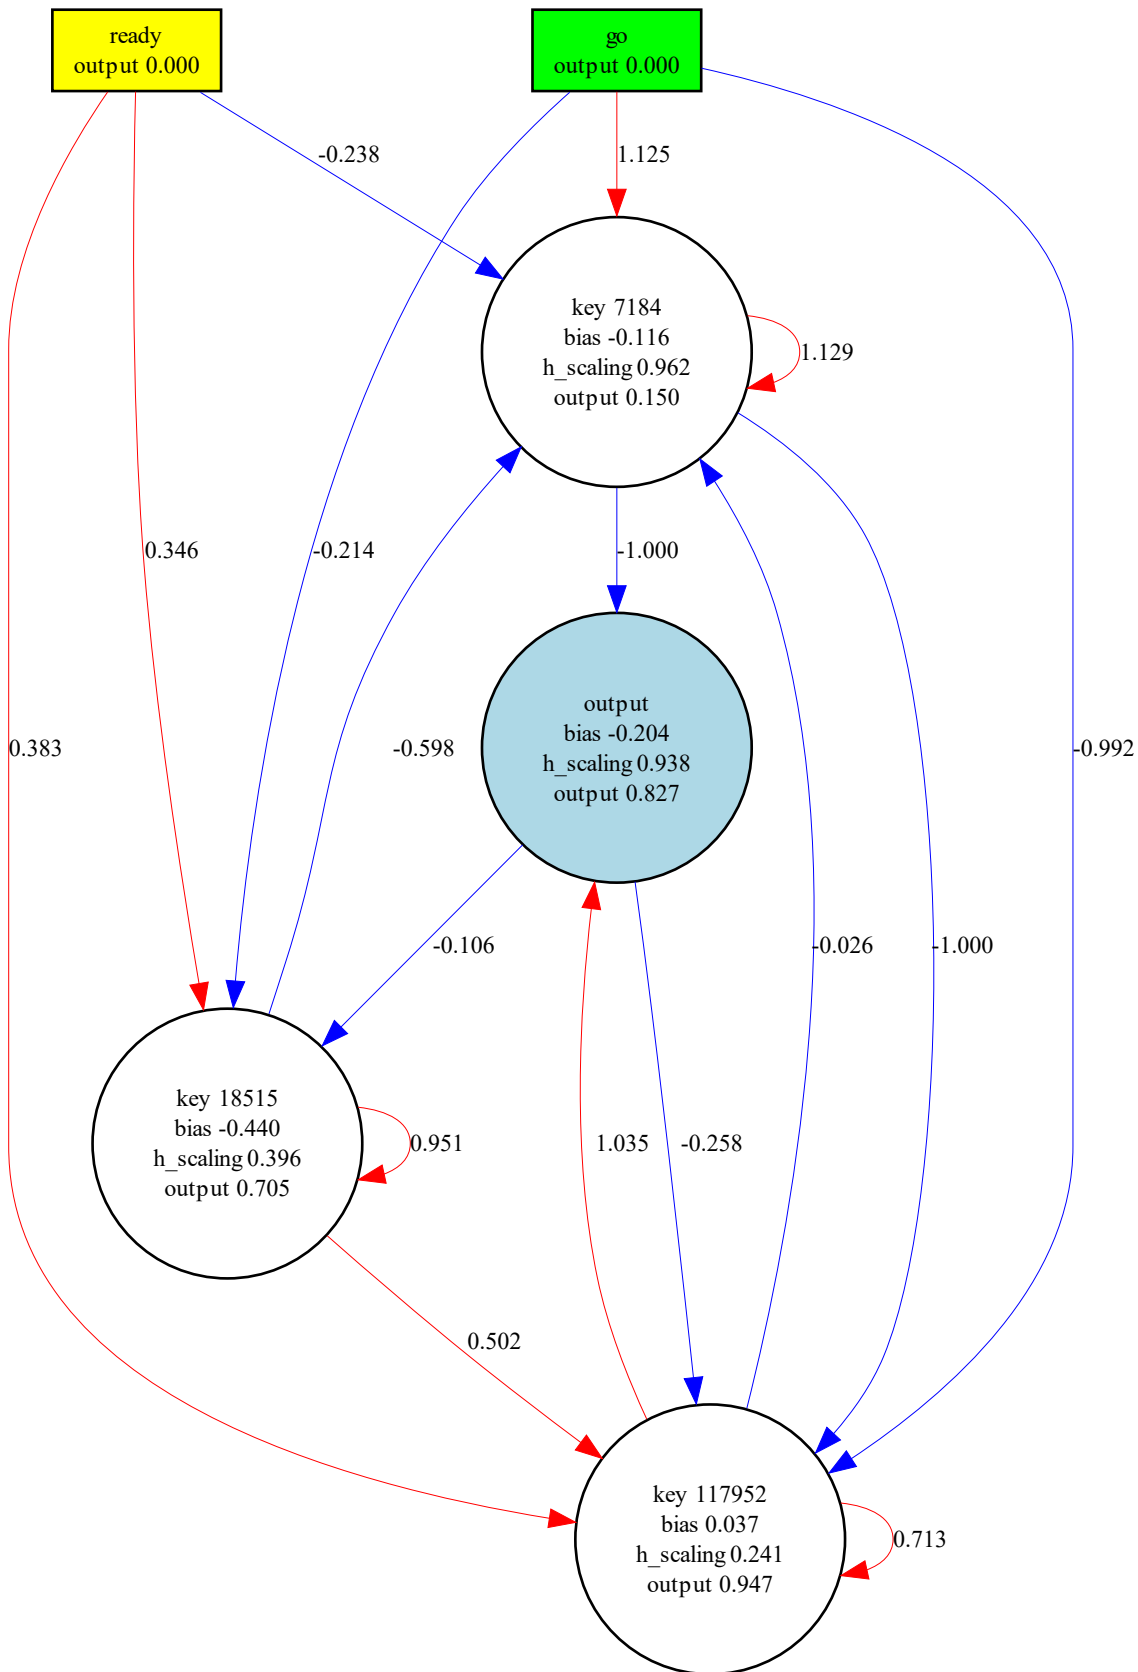 ready
output 0.000
go
output 0.000
-0.238
1.125
key 7184
bias -0.116
h_scaling 0.962
output 0.150
1.129
0.346
-0.214
-1.000
output
bias -0.204
h_scaling 0.938
output 0.827
0.383
-0.598
-0.992
-0.106
-0.026
-1.000
key 18515
bias -0.440
h_scaling 0.396
output 0.705
0.951
1.035
-0.258
0.502
key 117952
bias 0.037
h_scaling 0.241
output 0.947
0.713